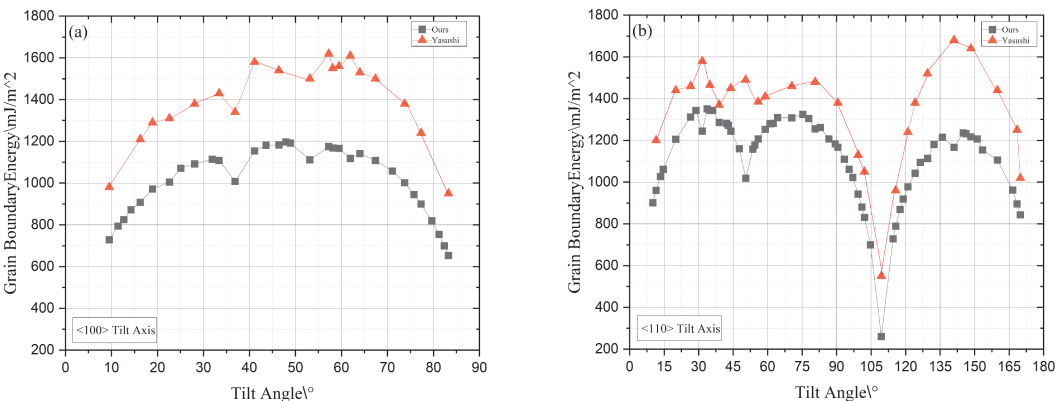 (a)
Ours
Yasushi
Grain BoundaryEnergy\mJ/m^2
1800
1600
1400
1200
1000
800
600
400
200
<100> Tilt Axis
0 10 20 30 40 50 60 70 80 90
Tilt Angle\°
(b)
Ours
Yasushi
Grain BoundaryEnergy\mJ/m^2
1800
1600
1400
1200
1000
800
600
400
200
<110> Tilt Axis
0 15 30 45 60 75 90 105 120 135 150 165 180
Tilt Angle\°